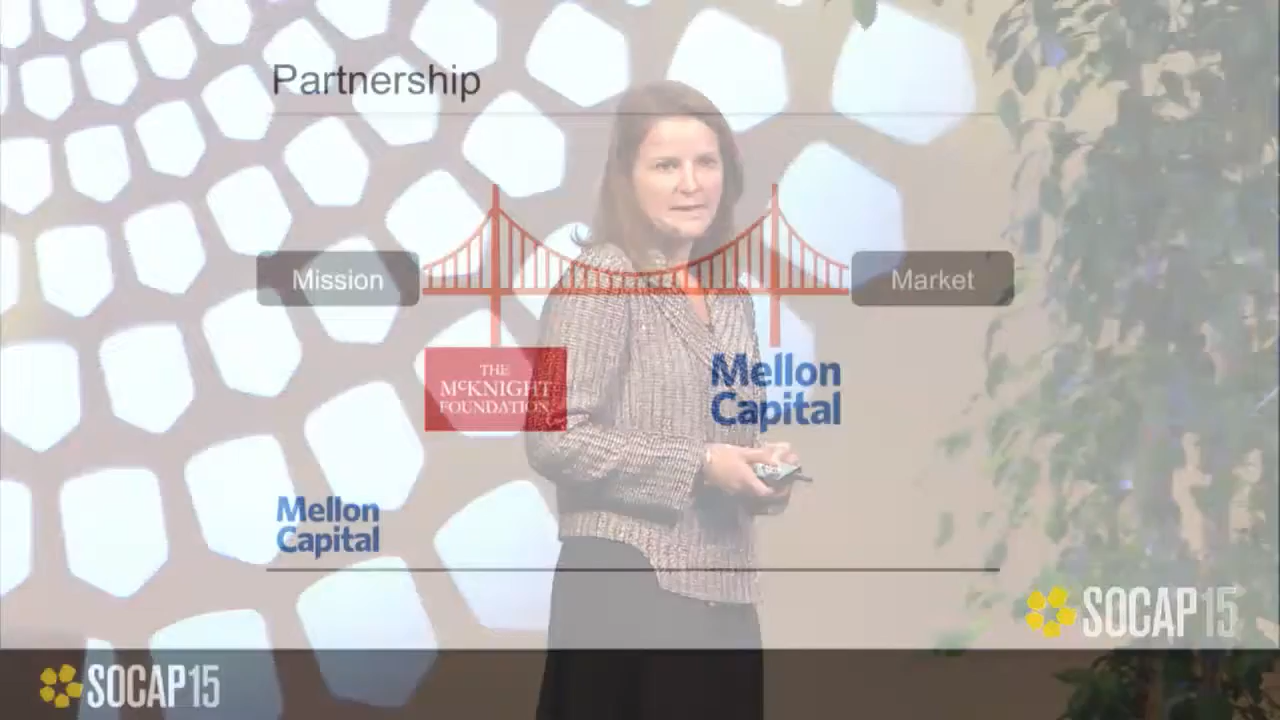 Partnership
Mission
Market
THE
McKNIGHT
FOUNDATION
Mellon
Capital
Mellon
Capital
SOCAP15
SOCAP15